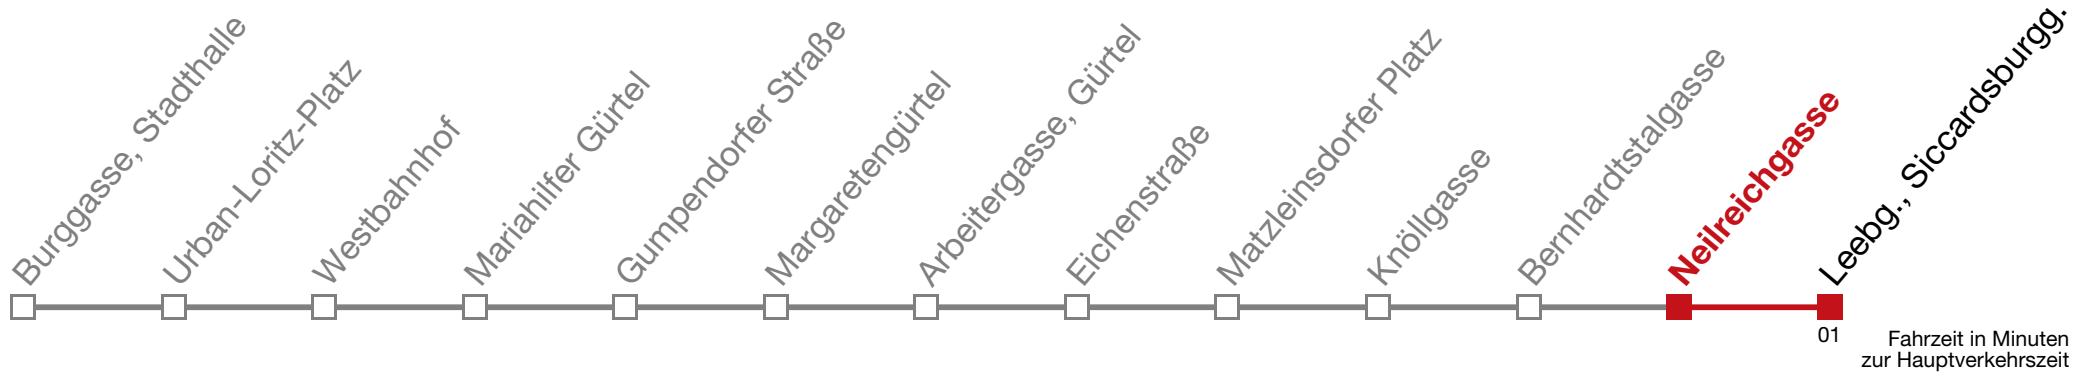 Burggasse, Stadthalle
Urban-Loritz-Platz
Westbahnhof
Mariahilfer Gürtel
Gumpendorfer Straße
Margaretengürtel
Arbeitergasse, Gürtel
Eichenstraße
Matzleinsdorfer Platz
Knöllgasse
Bernhardtstalgasse
Neilreichgasse
Leebg., Siccardsburgg.
01
Fahrzeit in Minuten
zur Hauptverkehrszeit